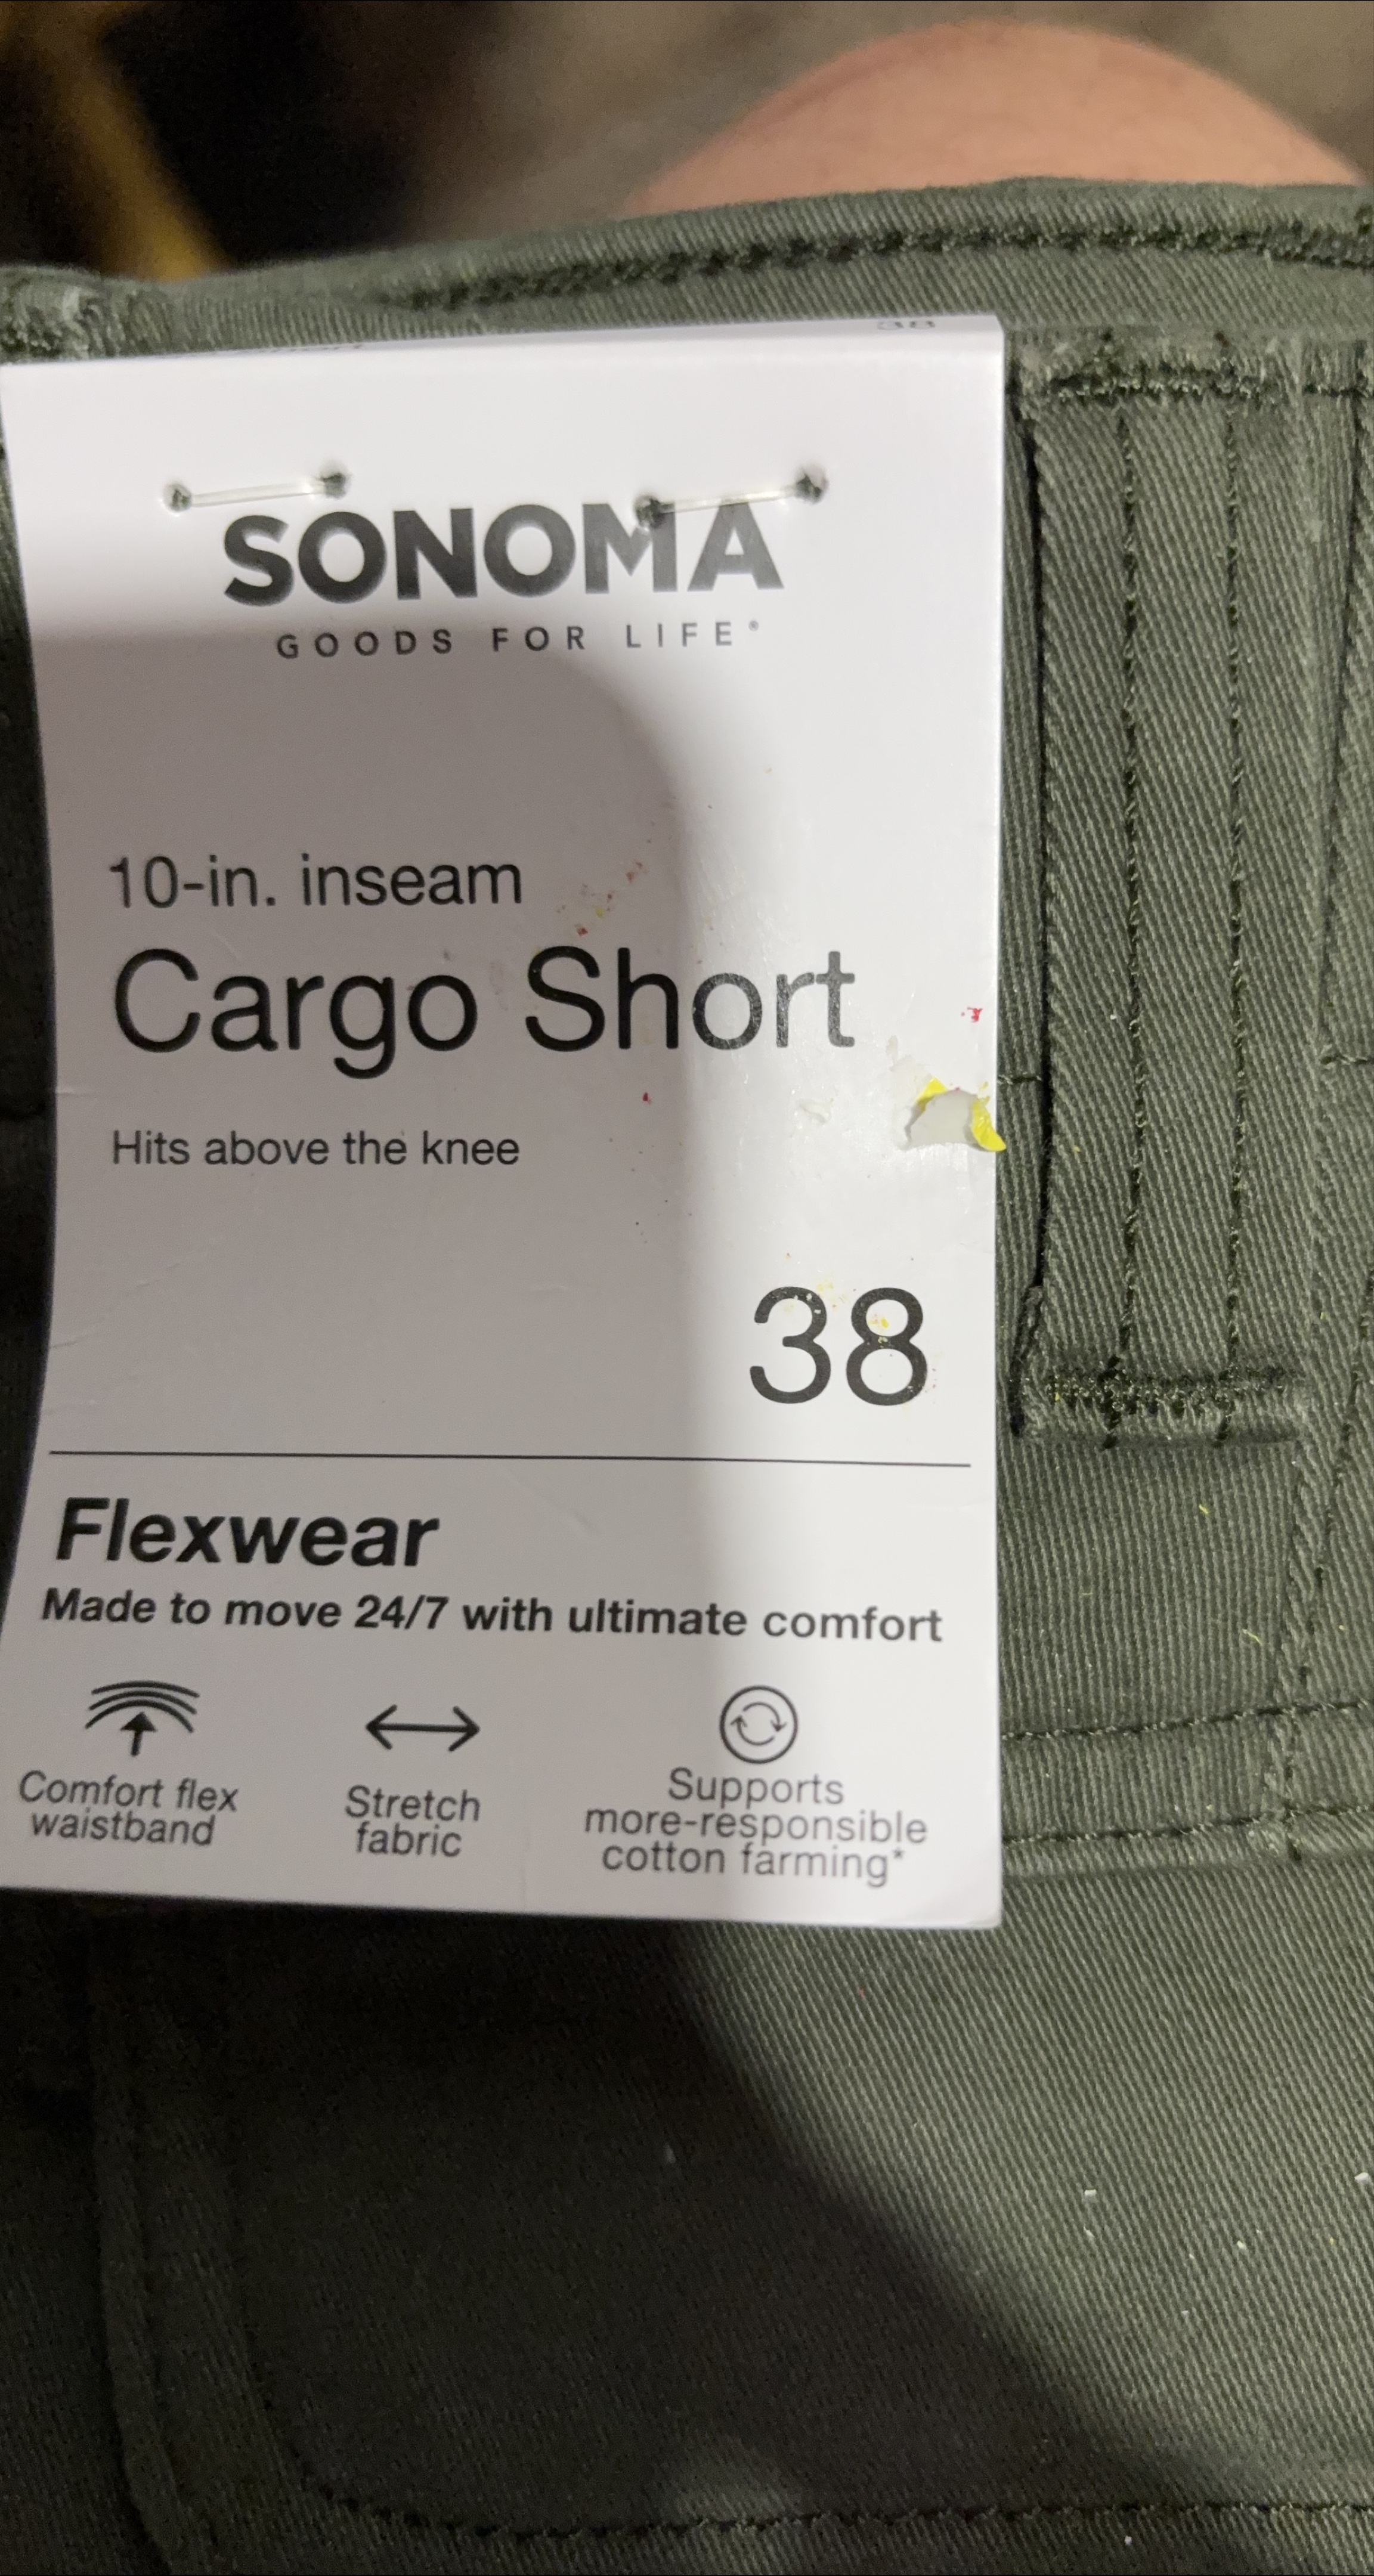 38
SONOMA
GOODS FOR LIFE®
10-in. inseam
Cargo Short
Hits above the knee
38
Flexwear
Made to move 24/7 with ultimate comfort
Comfort flex
waistband
Stretch
fabric
Supports
more-responsible
cotton farming*